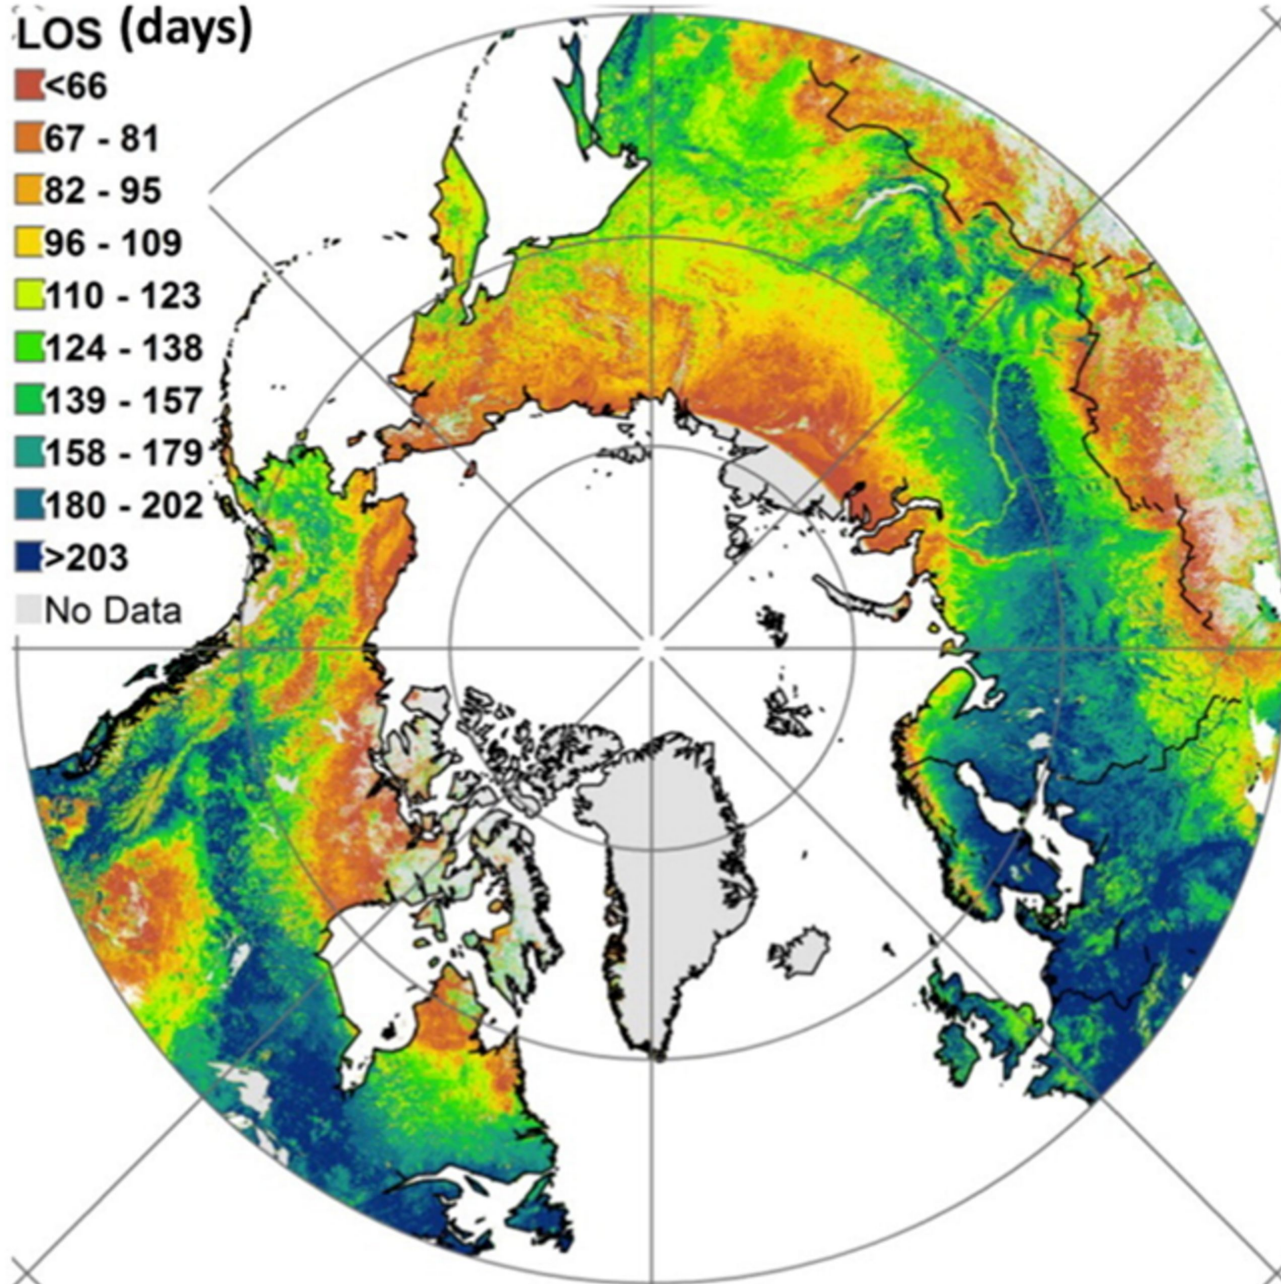 LOS (days)
<66
67 - 81
82 - 95
96 - 109
110 - 123
124 - 138
139 - 157
158 - 179
180 - 202
>203
No Data